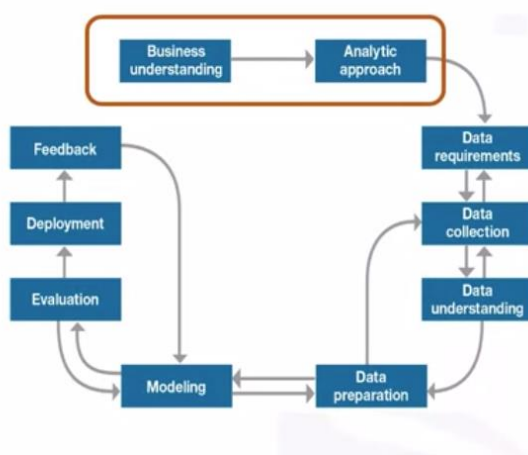 Business
understanding
Analytic
approach
Data
requirements
Data
collection
Data
understanding
Data
preparation
Modeling
Evaluation
Deployment
Feedback